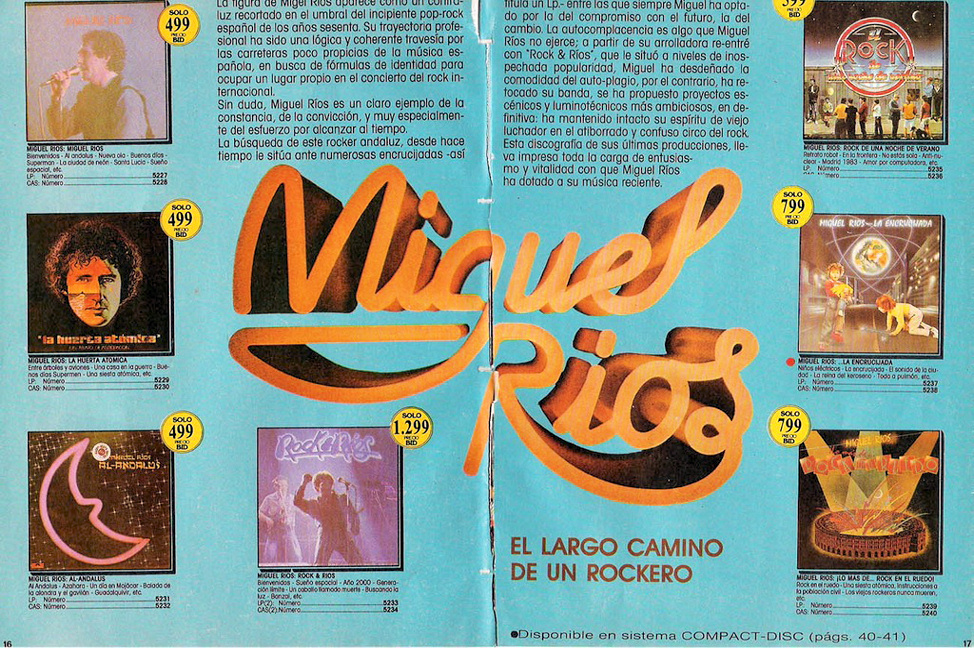 La figura de Migel Ríos aparece como un contra-
luz recortado en el umbral del incipiente pop-rock
español de los años sesenta. Su trayectorio profe-
sional ha sido una lógica y coherente travesía por
las carreteras poco propicias de la música es-
pañola, en busca de fórmulas de identidad para
ocupar un lugar propio en el concierto del rock in-
ternacional.
Sin duda, Miguel Ríos es un claro ejemplo de la
constancia, de la convicción, y muy especialmen-
te del esfuerzo por alcanzar al tiempo.
La búsqueda de este rocker andaluz, desde hace
tiempo le sitúa ante numerosas encrucijadas -así
titula un Lp.- entre las que siempre Miguel ha opta-
do por la del compromiso con el futuro, la del
cambio. La autocomplacencia es algo que Miguel
Ríos no ejerce; a partir de su arrolladora re-entré
con "Rock & Ríos", que le situó a niveles de inos-
pechada popularidad, Miguel ha desdeñado la
comodidad del auto-plagio, por el contrario, ha re-
tocado su banda, se ha propuesto proyectos es-
cénicos y luminotécnicos más ambiciosos, en de-
finitiva: ha mantenido intacto su espíritu de viejo
luchador en el atiborrado y confuso circo del rock.
Esta discografía de sus últimas producciones, lle-
va impresa toda la carga de entusias-
mo y vitalidad con que Miguel Ríos
ha dotado a su música reciente.
Miguel
Rios
EL LARGO CAMINO
DE UN ROCKERO
SOLO
499
PRECIO
BID
MIGUEL RIOS: MIGUEL RIOS
Bienvenidos - Al andalus - Nueva ola - Buenos días -
Superman - La ciudad de neón - Santa Lucía - Sueño
espacial, etc.
LP: Número 5227
CAS: Número 5228
SOLO
499
PRECIO
BID
"la huerta atómica"
MIGUEL RIOS: LA HUERTA ATOMICA
Entre árboles y aviones - Una casa en la guerra - Bue-
nos días Supermen - Una siesta atómica, etc.
LP: Número 5229
CAS: Número 5230
SOLO
499
PRECIO
BID
MIGUEL RIOS
AL-ANDALUS
MIGUEL RIOS: AL-ANDALUS
Al Andalus - Azahara - Un día en Mojácar - Balada de
la alondra y el gavilán - Guadalquivir, etc.
LP: Número 5231
CAS: Número 5232
SOLO
1.299
PRECIO
BID
Rock & Ríos
MIGUEL RIOS: ROCK & RIOS
Bienvenidos - Sueño espacial - Año 2000 - Genera-
ción límite - Un caballo llamado muerte - Buscando la
luz - Banzai, etc.
LP(2): Número 5233
CAS(2) Número 5234
599
PRECIO
BID
EL
ROCK
MIGUEL RIOS: ROCK DE UNA NOCHE DE VERANO
Retrato robot - En la frontera - No estás sola - Anti-nu-
clear - Madrid 1983 - Amor por computadora, etc.
LP: Número 5235
CAS: Número 5236
SOLO
799
PRECIO
BID
MIGUEL RIOS... LA ENCRUCIJADA
MIGUEL RIOS: ...LA ENCRUCIJADA
Niños eléctricos - La encrucijada - El sonido de la ciu-
dad - La reina del keroseno - Todo a pulmón, etc.
LP: Número 5237
CAS: Número 5238
SOLO
799
PRECIO
BID
MIGUEL RIOS
MIGUEL RIOS: ¡LO MAS DE... ROCK EN EL RUEDO!
Rock en el ruedo - Una siesta atómica, Instrucciones a
la población civil - Los viejos rockeros nunca mueren,
etc.
LP: Número 5239
CAS: Número 5240
●Disponible en sistema COMPACT-DISC (págs. 40-41)
16
17